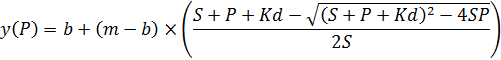 y(P) = b + (m − b) × ( (S + P + Kd − √((S + P + Kd)² − 4SP)) / 2S )